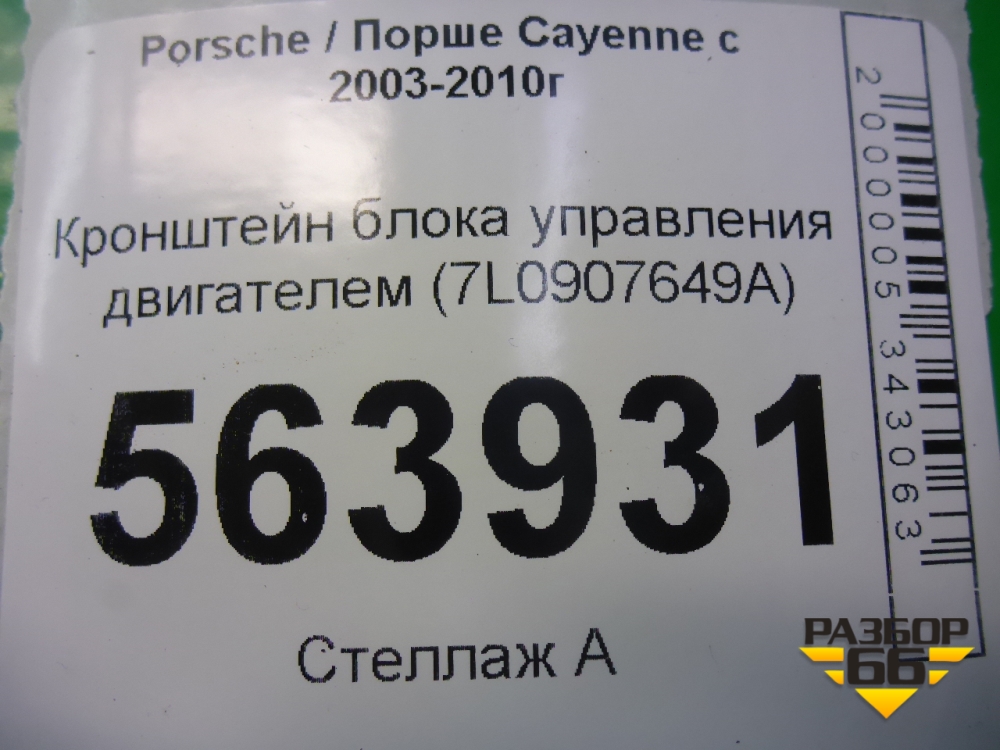 Porsche / Порше Cayenne с
2003-2010г
Кронштейн блока управления
двигателем (7L0907649A)
563931
Стеллаж А
2000005343063
РАЗБОР
66